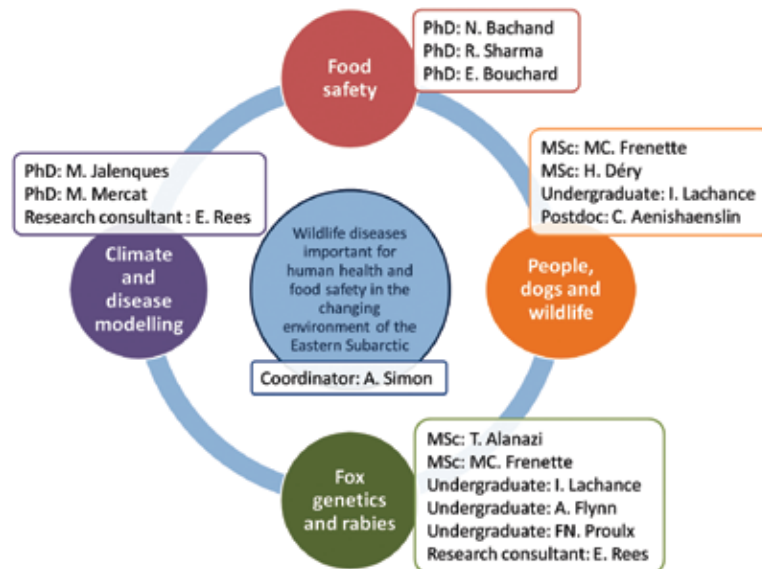 Food
safety
PhD: N. Bachand
PhD: R. Sharma
PhD: E. Bouchard
MSc: MC. Frenette
MSc: H. Déry
Undergraduate: I. Lachance
Postdoc: C. Aenishaenslin
People,
dogs and
wildlife
PhD: M. Jalenques
PhD: M. Mercat
Research consultant : E. Rees
Climate
and
disease
modelling
Wildlife diseases
important for
human health and
food safety in the
changing
environment of the
Eastern Subarctic
Coordinator: A. Simon
Fox
genetics
and rabies
MSc: T. Alanazi
MSc: MC. Frenette
Undergraduate: I. Lachance
Undergraduate: A. Flynn
Undergraduate: FN. Proulx
Research consultant: E. Rees